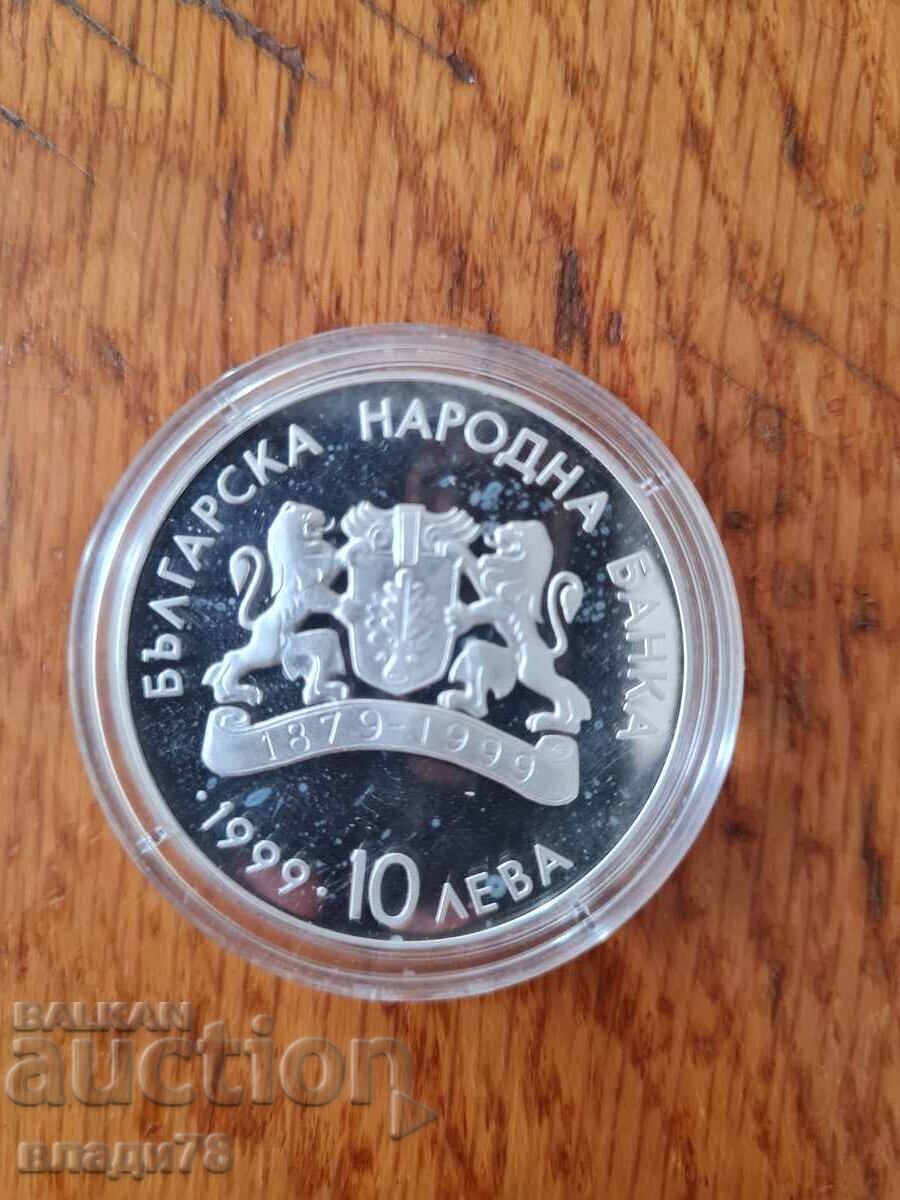 БЪЛГАРСКА НАРОДНА БАНКА
1879-1999
·1999·10 ЛЕВА
BALKAN
auction
влади78